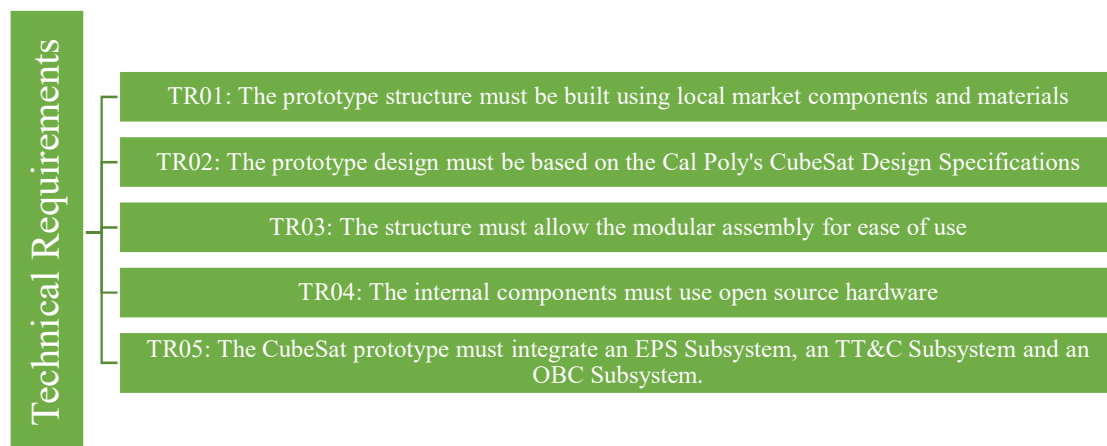 Technical Requirements
TR01: The prototype structure must be built using local market components and materials
TR02: The prototype design must be based on the Cal Poly's CubeSat Design Specifications
TR03: The structure must allow the modular assembly for ease of use
TR04: The internal components must use open source hardware
TR05: The CubeSat prototype must integrate an EPS Subsystem, an TT&C Subsystem and an
OBC Subsystem.